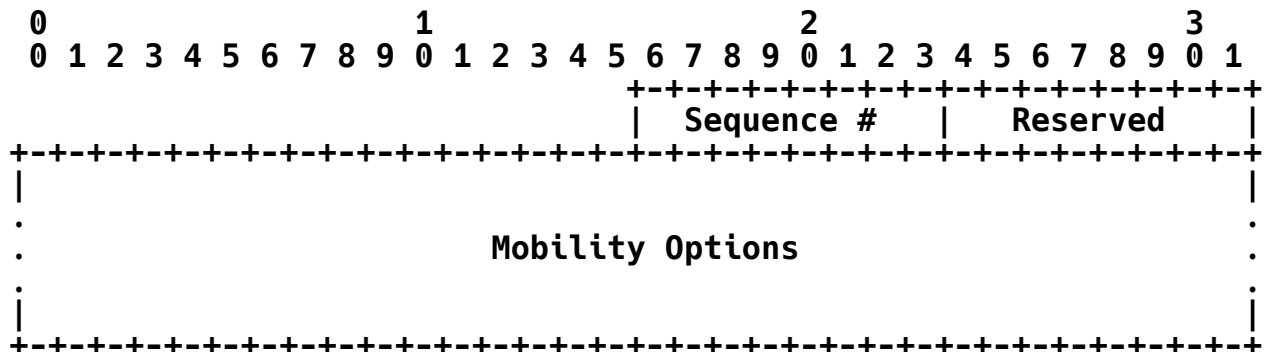 0                   1                   2                   3
 0 1 2 3 4 5 6 7 8 9 0 1 2 3 4 5 6 7 8 9 0 1 2 3 4 5 6 7 8 9 0 1
                                +-+-+-+-+-+-+-+-+-+-+-+-+-+-+-+-+
                                |  Sequence #   |   Reserved    |
+-+-+-+-+-+-+-+-+-+-+-+-+-+-+-+-+-+-+-+-+-+-+-+-+-+-+-+-+-+-+-+-+
|                                                               |
.                                                               .
.                        Mobility Options                       .
.                                                               .
|                                                               |
+-+-+-+-+-+-+-+-+-+-+-+-+-+-+-+-+-+-+-+-+-+-+-+-+-+-+-+-+-+-+-+-+